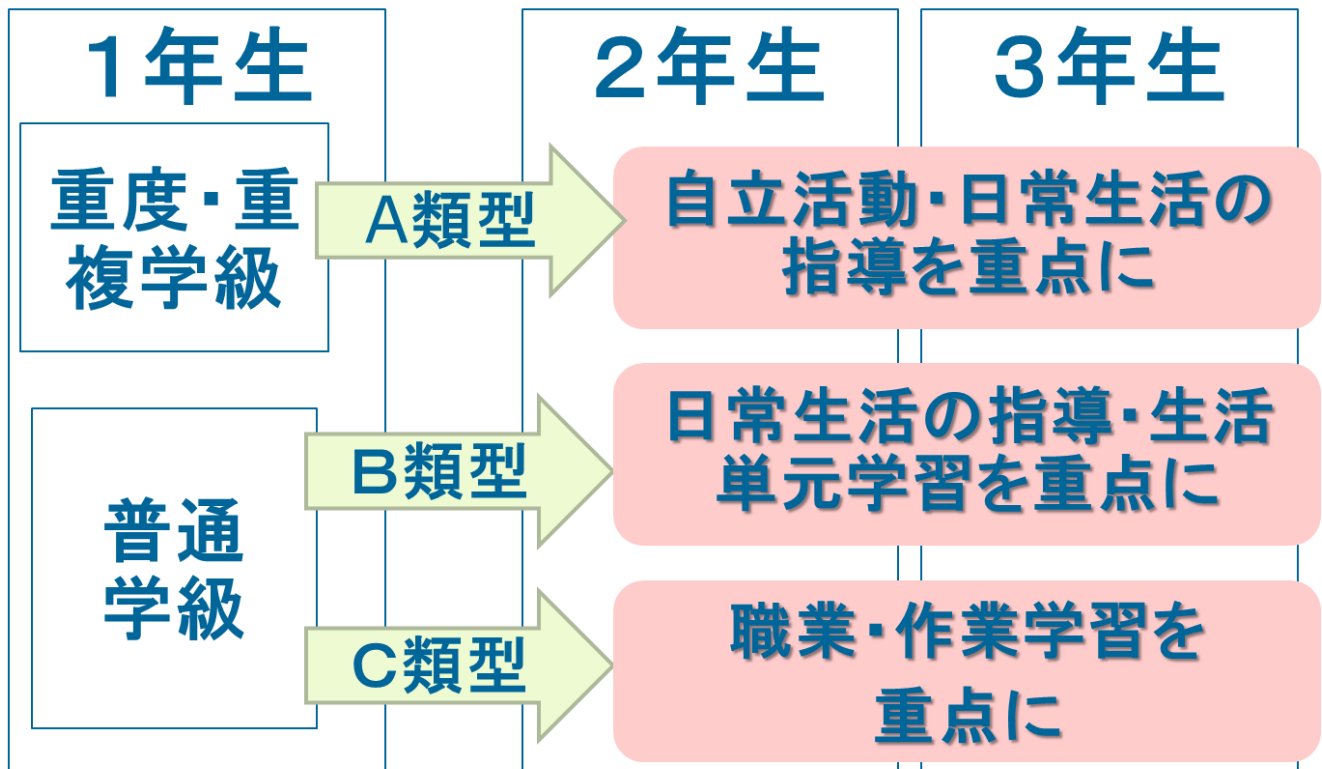 １年生
２年生
３年生
重度・重
複学級
A類型
自立活動・日常生活の
指導を重点に
普通
学級
Ｂ類型
日常生活の指導・生活
単元学習を重点に
Ｃ類型
職業・作業学習を
重点に